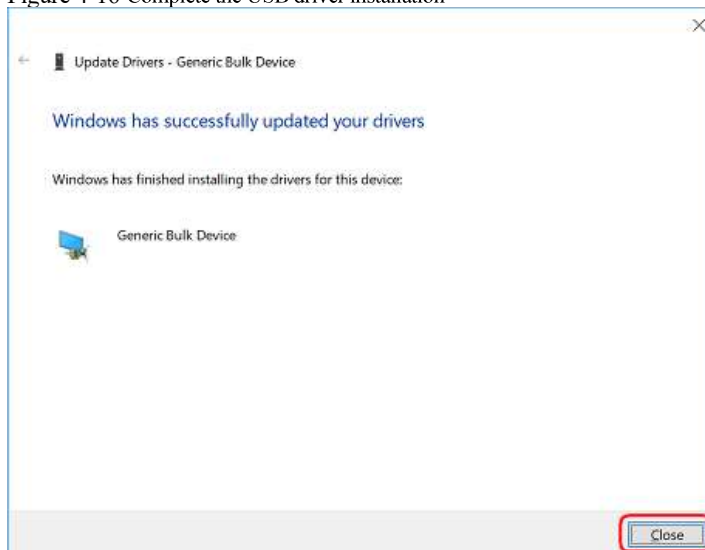 Figure 4-16 Complete the USB driver installation
Update Drivers - Generic Bulk Device
Windows has successfully updated your drivers
Windows has finished installing the drivers for this device:
Generic Bulk Device
Close